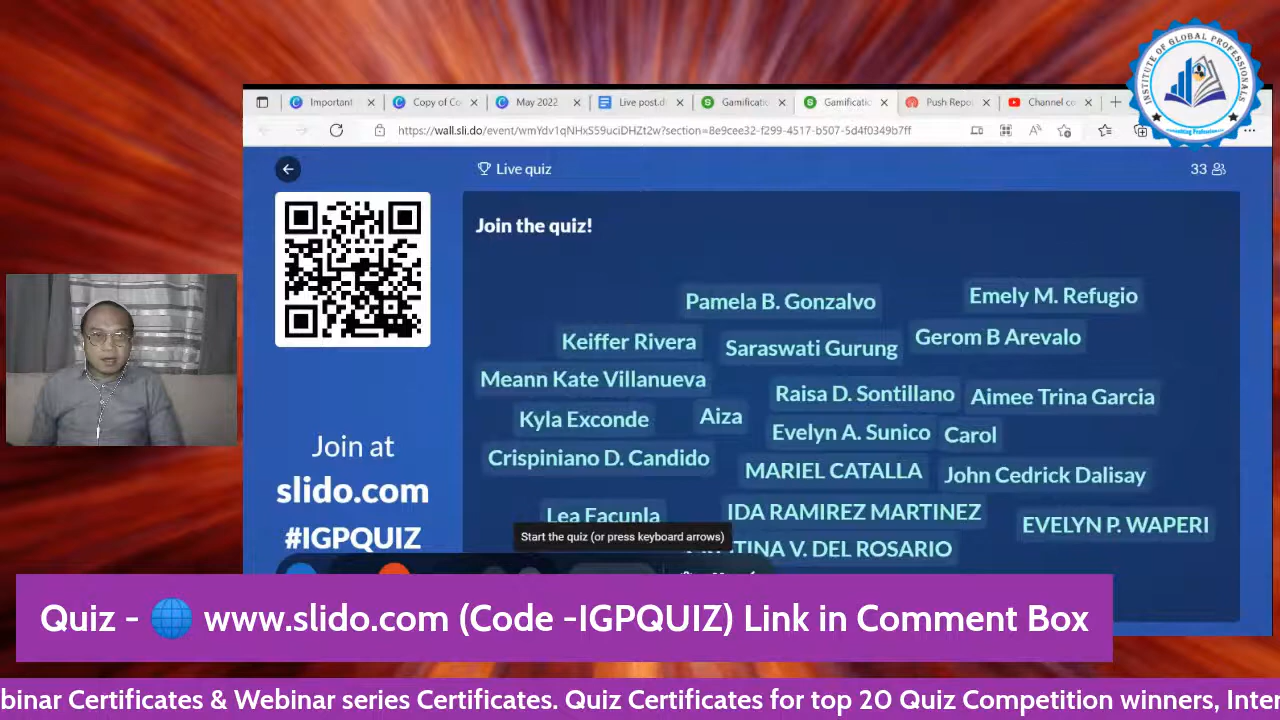 INSTITUTE OF GLOBAL PROFESSIONALS
Important
Copy of Co
May 2022
Live post.d
Gamificatic
Gamificatic
Push Repo
Channel co
https://wall.sli.do/event/wmYdv1qNHxS59uciDHZt2w?section=8e9cee32-f299-4517-b507-5d4f0349b7ff
Live quiz
33
Join the quiz!
Pamela B. Gonzalvo
Emely M. Refugio
Keiffer Rivera
Saraswati Gurung
Gerom B Arevalo
Meann Kate Villanueva
Raisa D. Sontillano
Aimee Trina Garcia
Kyla Exconde
Aiza
Evelyn A. Sunico
Carol
Crispiniano D. Candido
MARIEL CATALLA
John Cedrick Dalisay
Lea Facunla
IDA RAMIREZ MARTINEZ
EVELYN P. WAPERI
TINA V. DEL ROSARIO
Start the quiz (or press keyboard arrows)
Join at
slido.com
#IGPQUIZ
Quiz - 🌐 www.slido.com (Code -IGPQUIZ) Link in Comment Box
binar Certificates & Webinar series Certificates. Quiz Certificates for top 20 Quiz Competition winners, Inter